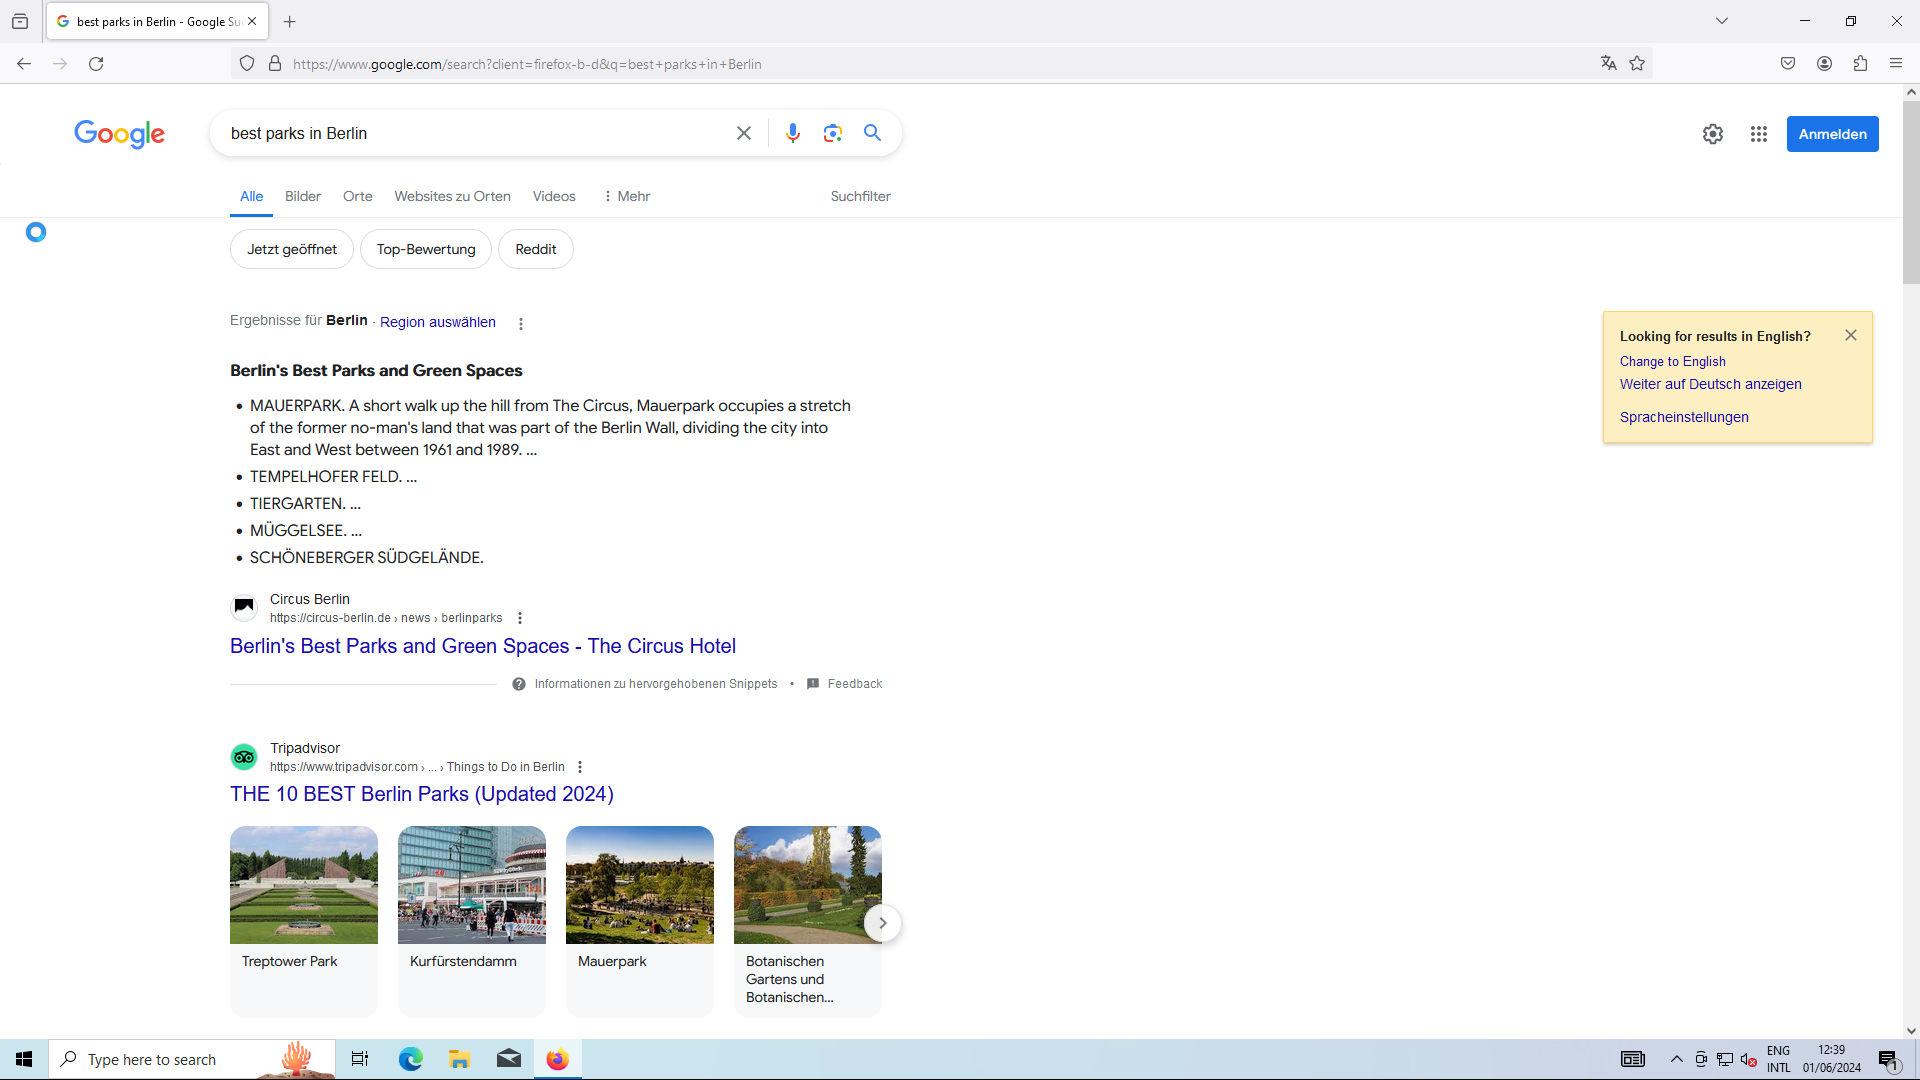 best parks in Berlin - Google Su
https://www.google.com/search?client=firefox-b-d&q=best+parks+in+Berlin
Google
best parks in Berlin
Anmelden
Alle Bilder Orte Websites zu Orten Videos Mehr Suchfilter
Jetzt geöffnet Top-Bewertung Reddit
Ergebnisse für Berlin · Region auswählen
Looking for results in English?
Change to English
Weiter auf Deutsch anzeigen
Spracheinstellungen
Berlin's Best Parks and Green Spaces
• MAUERPARK. A short walk up the hill from The Circus, Mauerpark occupies a stretch
of the former no-man's land that was part of the Berlin Wall, dividing the city into
East and West between 1961 and 1989. ...
• TEMPELHOFER FELD. ...
• TIERGARTEN. ...
• MÜGGELSEE. ...
• SCHÖNEBERGER SÜDGELÄNDE.
Circus Berlin
https://circus-berlin.de › news › berlinparks
Berlin's Best Parks and Green Spaces - The Circus Hotel
Informationen zu hervorgehobenen Snippets • Feedback
Tripadvisor
https://www.tripadvisor.com › ... › Things to Do in Berlin
THE 10 BEST Berlin Parks (Updated 2024)
Treptower Park
Kurfürstendamm
Mauerpark
Botanischen
Gartens und
Botanischen...
Type here to search
ENG
INTL
12:39
01/06/2024
1